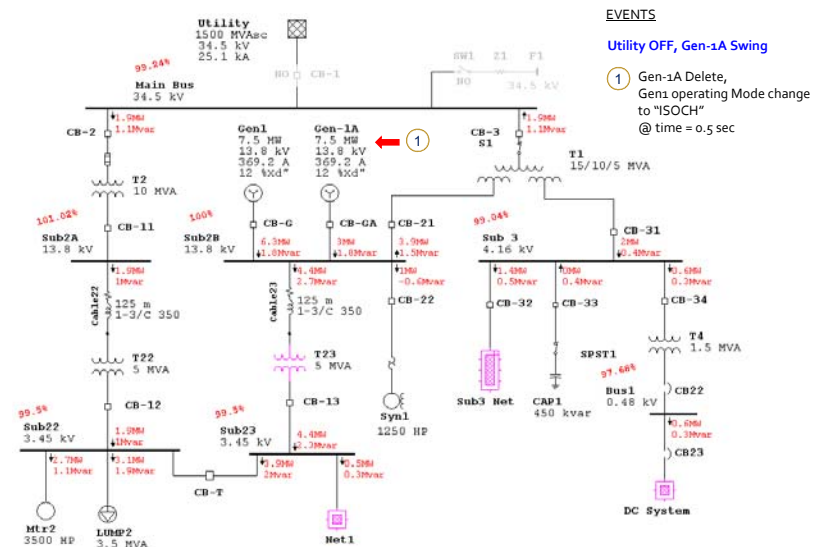 EVENTS
Utility OFF, Gen-1A Swing
1
Gen-1A Delete,
Gen1 operating Mode change
to "ISOCH"
@ time = 0.5 sec
Utility
1500 MVAsc
34.5 kV
25.1 kA
NO
CB-1
SW1 Z1 F1
NO
34.5 kV
99.24%
Main Bus
34.5 kV
1.9MW
1.1Mvar
CB-2
T2
10 MVA
CB-11
101.02%
Sub2A
13.8 kV
Gen1
7.5 MW
13.8 kV
369.2 A
12 %Xd"
Gen-1A
7.5 MW
13.8 kV
369.2 A
12 %Xd"
1
CB-3
S1
1.9MW
1.1Mvar
T1
15/10/5 MVA
CB-G
CB-GA
CB-21
100%
Sub2B
13.8 kV
6.3MW
1.8Mvar
3MW
1.8Mvar
3.9MW
1.5Mvar
99.04%
Sub 3
4.16 kV
CB-31
2MW
0.4Mvar
1.9MW
1Mvar
Cable22
125 m
1-3/C 350
4.4MW
2.7Mvar
Cable23
125 m
1-3/C 350
1MW
-0.6Mvar
CB-22
1.4MW
0.5Mvar
CB-32
0MW
0.4Mvar
CB-33
0.6MW
0.3Mvar
CB-34
T22
5 MVA
T23
5 MVA
SPST1
T4
1.5 MVA
CB-12
CB-13
Syn1
1250 HP
Sub3 Net
CAP1
450 kvar
97.68%
Bus1
0.48 kV
CB22
99.5%
Sub22
3.45 kV
1.9MW
1Mvar
99.5%
Sub23
3.45 kV
4.4MW
0.6MW
0.3Mvar
CB23
2.7MW
1.1Mvar
3.1MW
1.9Mvar
CB-T
2Mvar
0.5MW
0.3Mvar
DC System
Mtr2
3500 HP
LUMP2
3.5 MVA
Net1